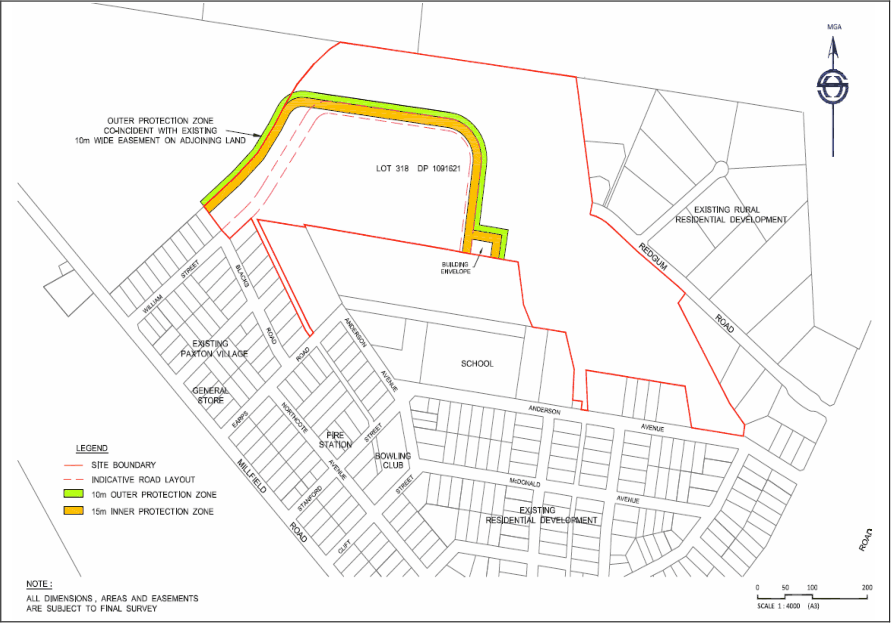 MGA
OUTER PROTECTION ZONE
CO-INCIDENT WITH EXISTING
10m WIDE EASEMENT ON ADJOINING LAND
LOT 318 DP 1091621
EXISTING RURAL
RESIDENTIAL DEVELOPMENT
REDGUM
ROAD
BUILDING
ENVELOPE
WILLIAM
STREET
BLACKS
ROAD
EXISTING
PAXTON VILLAGE
ROAD
ANDERSON
AVENUE
SCHOOL
GENERAL
STORE
EARPS
NORTHCOTE
AVENUE
FIRE
STATION
STREET
BOWLING
CLUB
ANDERSON
AVENUE
MILLFIELD
ROAD
STANFORD
STREET
CLIFT
McDONALD
AVENUE
EXISTING
RESIDENTIAL DEVELOPMENT
ROAD
LEGEND
SITE BOUNDARY
INDICATIVE ROAD LAYOUT
10m OUTER PROTECTION ZONE
15m INNER PROTECTION ZONE
NOTE :
ALL DIMENSIONS, AREAS AND EASEMENTS
ARE SUBJECT TO FINAL SURVEY
0 50 100 200
SCALE 1 : 4000 (A3)